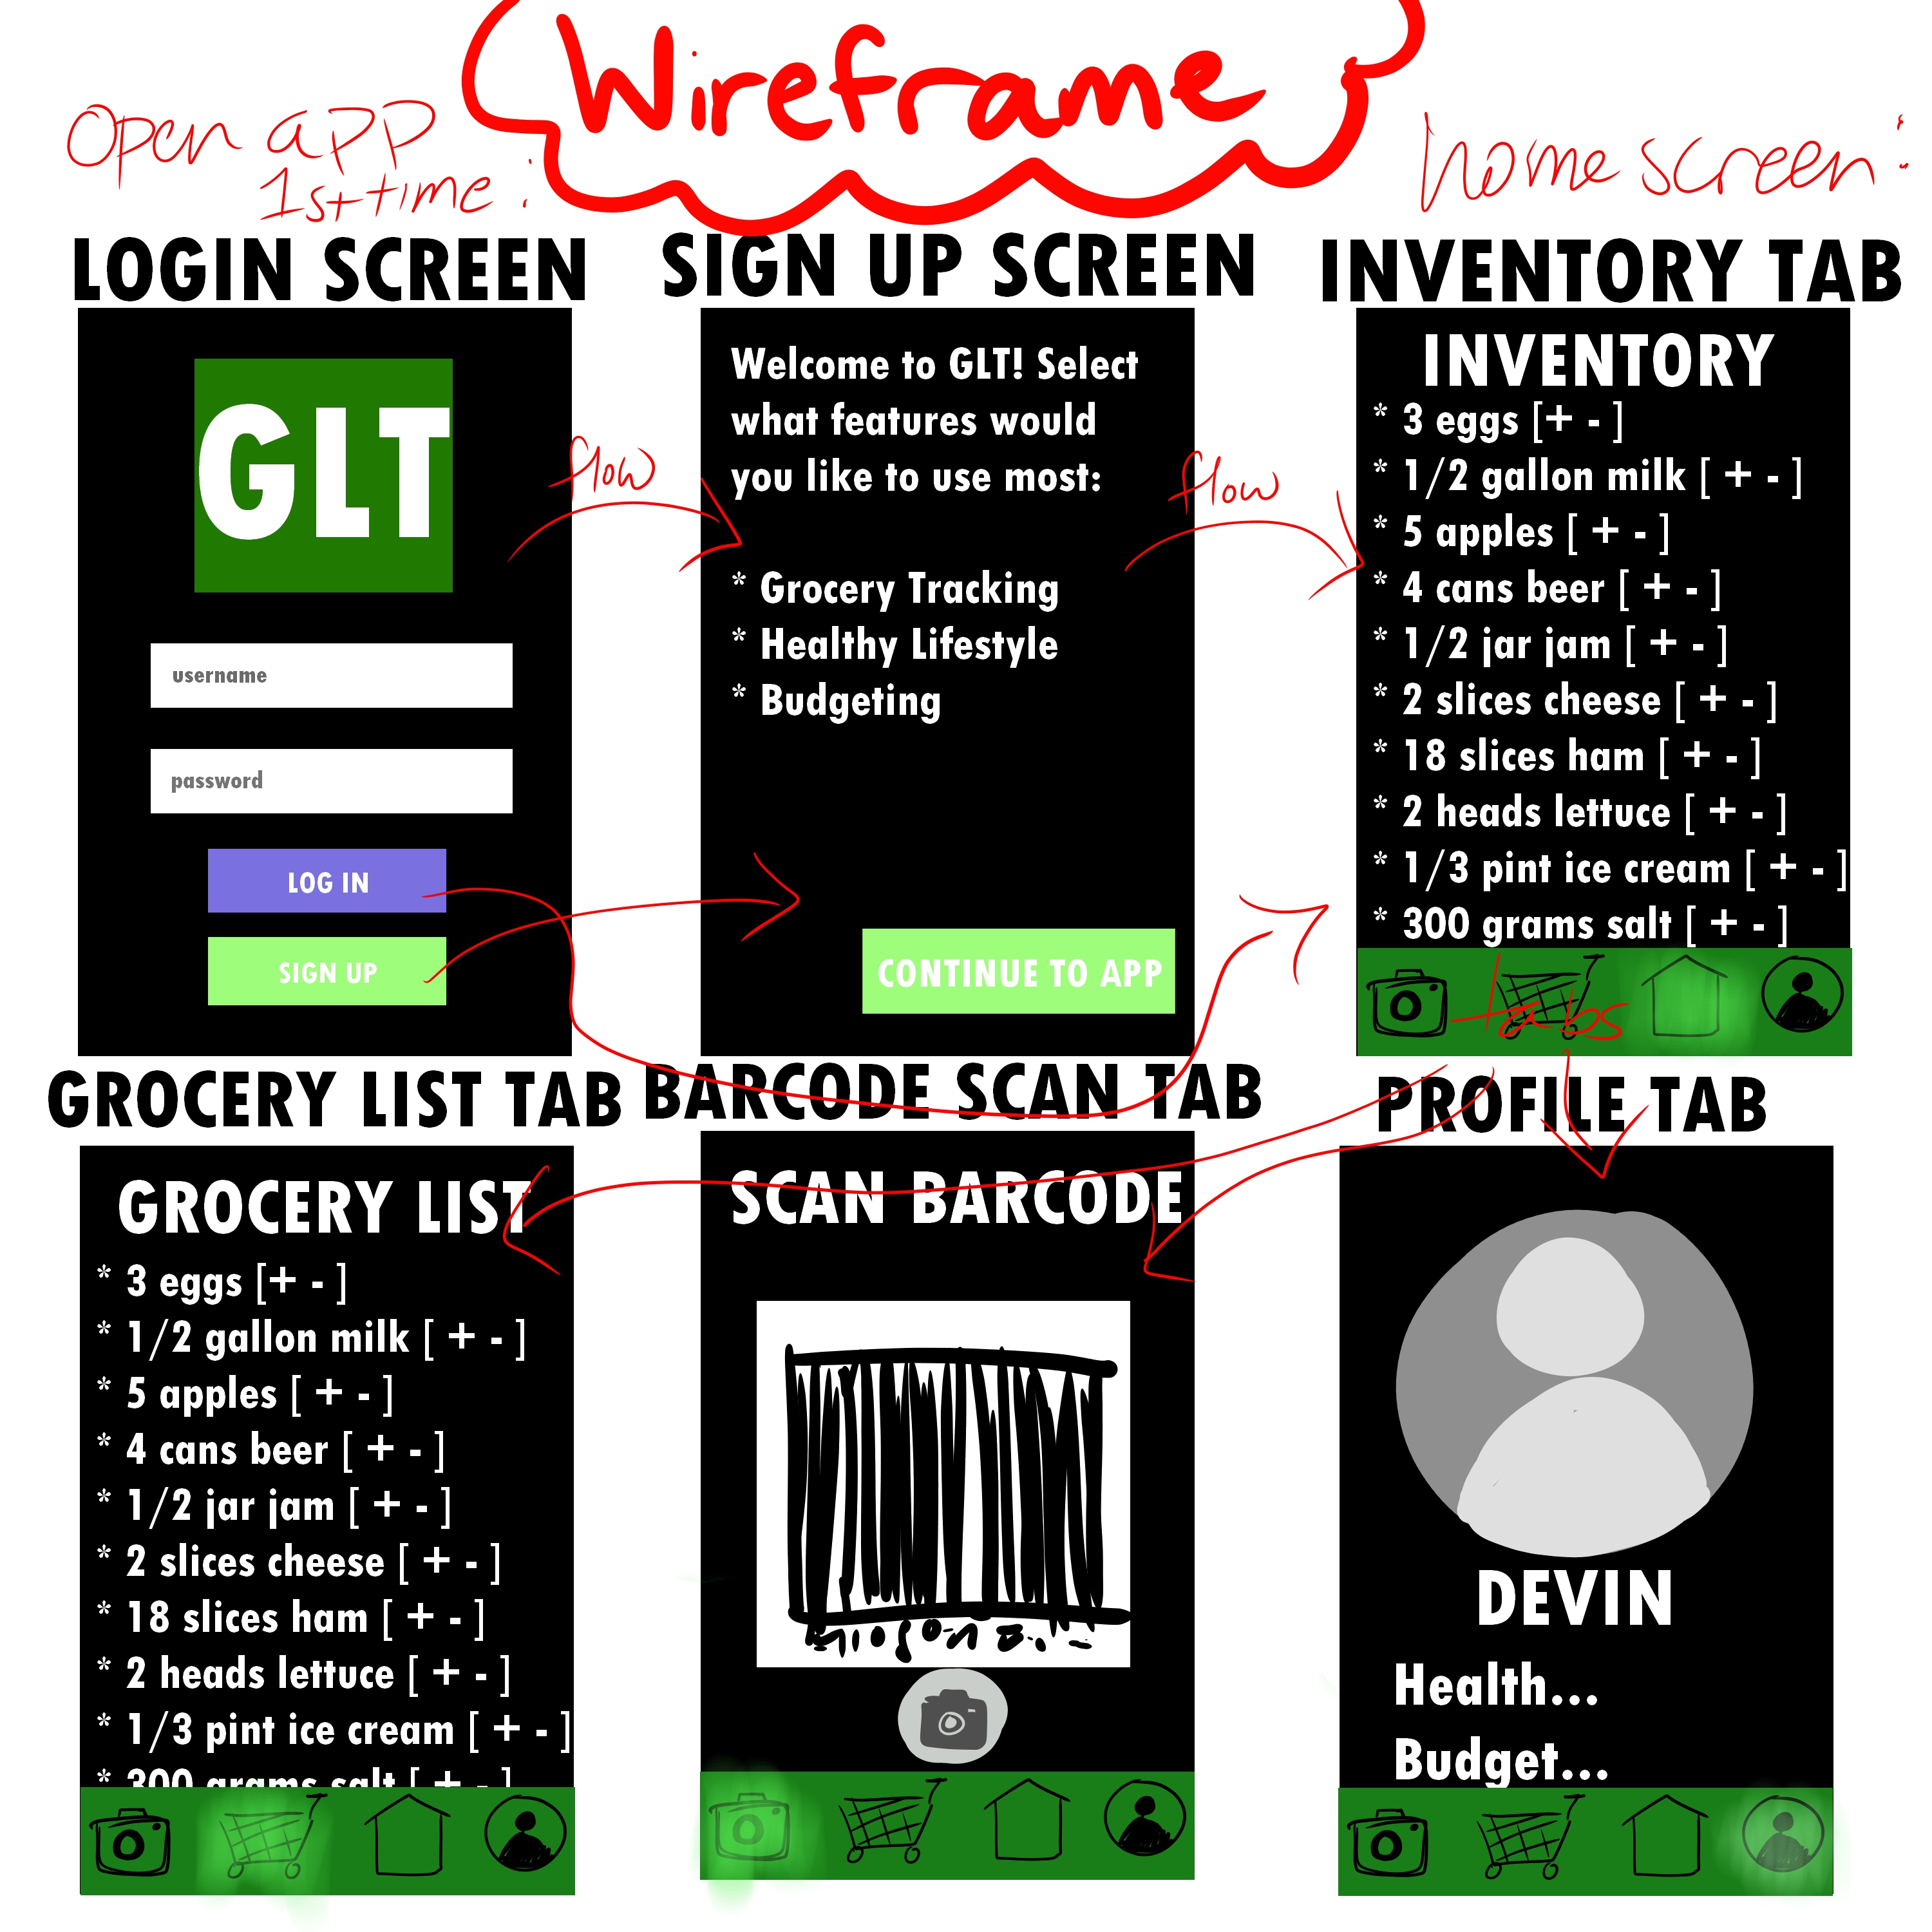 Wireframe
Open app
1st time:
home screen:
LOGIN SCREEN
GLT
username
password
LOG IN
SIGN UP
flow
SIGN UP SCREEN
Welcome to GLT! Select
what features would
you like to use most:
* Grocery Tracking
* Healthy Lifestyle
* Budgeting
CONTINUE TO APP
flow
INVENTORY TAB
INVENTORY
* 3 eggs [+ - ]
* 1/2 gallon milk [ + - ]
* 5 apples [ + - ]
* 4 cans beer [ + - ]
* 1/2 jar jam [ + - ]
* 2 slices cheese [ + - ]
* 18 slices ham [ + - ]
* 2 heads lettuce [ + - ]
* 1/3 pint ice cream [ + - ]
* 300 grams salt [ + - ]
tabs
GROCERY LIST TAB
GROCERY LIST
* 3 eggs [+ - ]
* 1/2 gallon milk [ + - ]
* 5 apples [ + - ]
* 4 cans beer [ + - ]
* 1/2 jar jam [ + - ]
* 2 slices cheese [ + - ]
* 18 slices ham [ + - ]
* 2 heads lettuce [ + - ]
* 1/3 pint ice cream [ + - ]
* 300 grams salt [ + - ]
BARCODE SCAN TAB
SCAN BARCODE
PROFILE TAB
DEVIN
Health...
Budget...